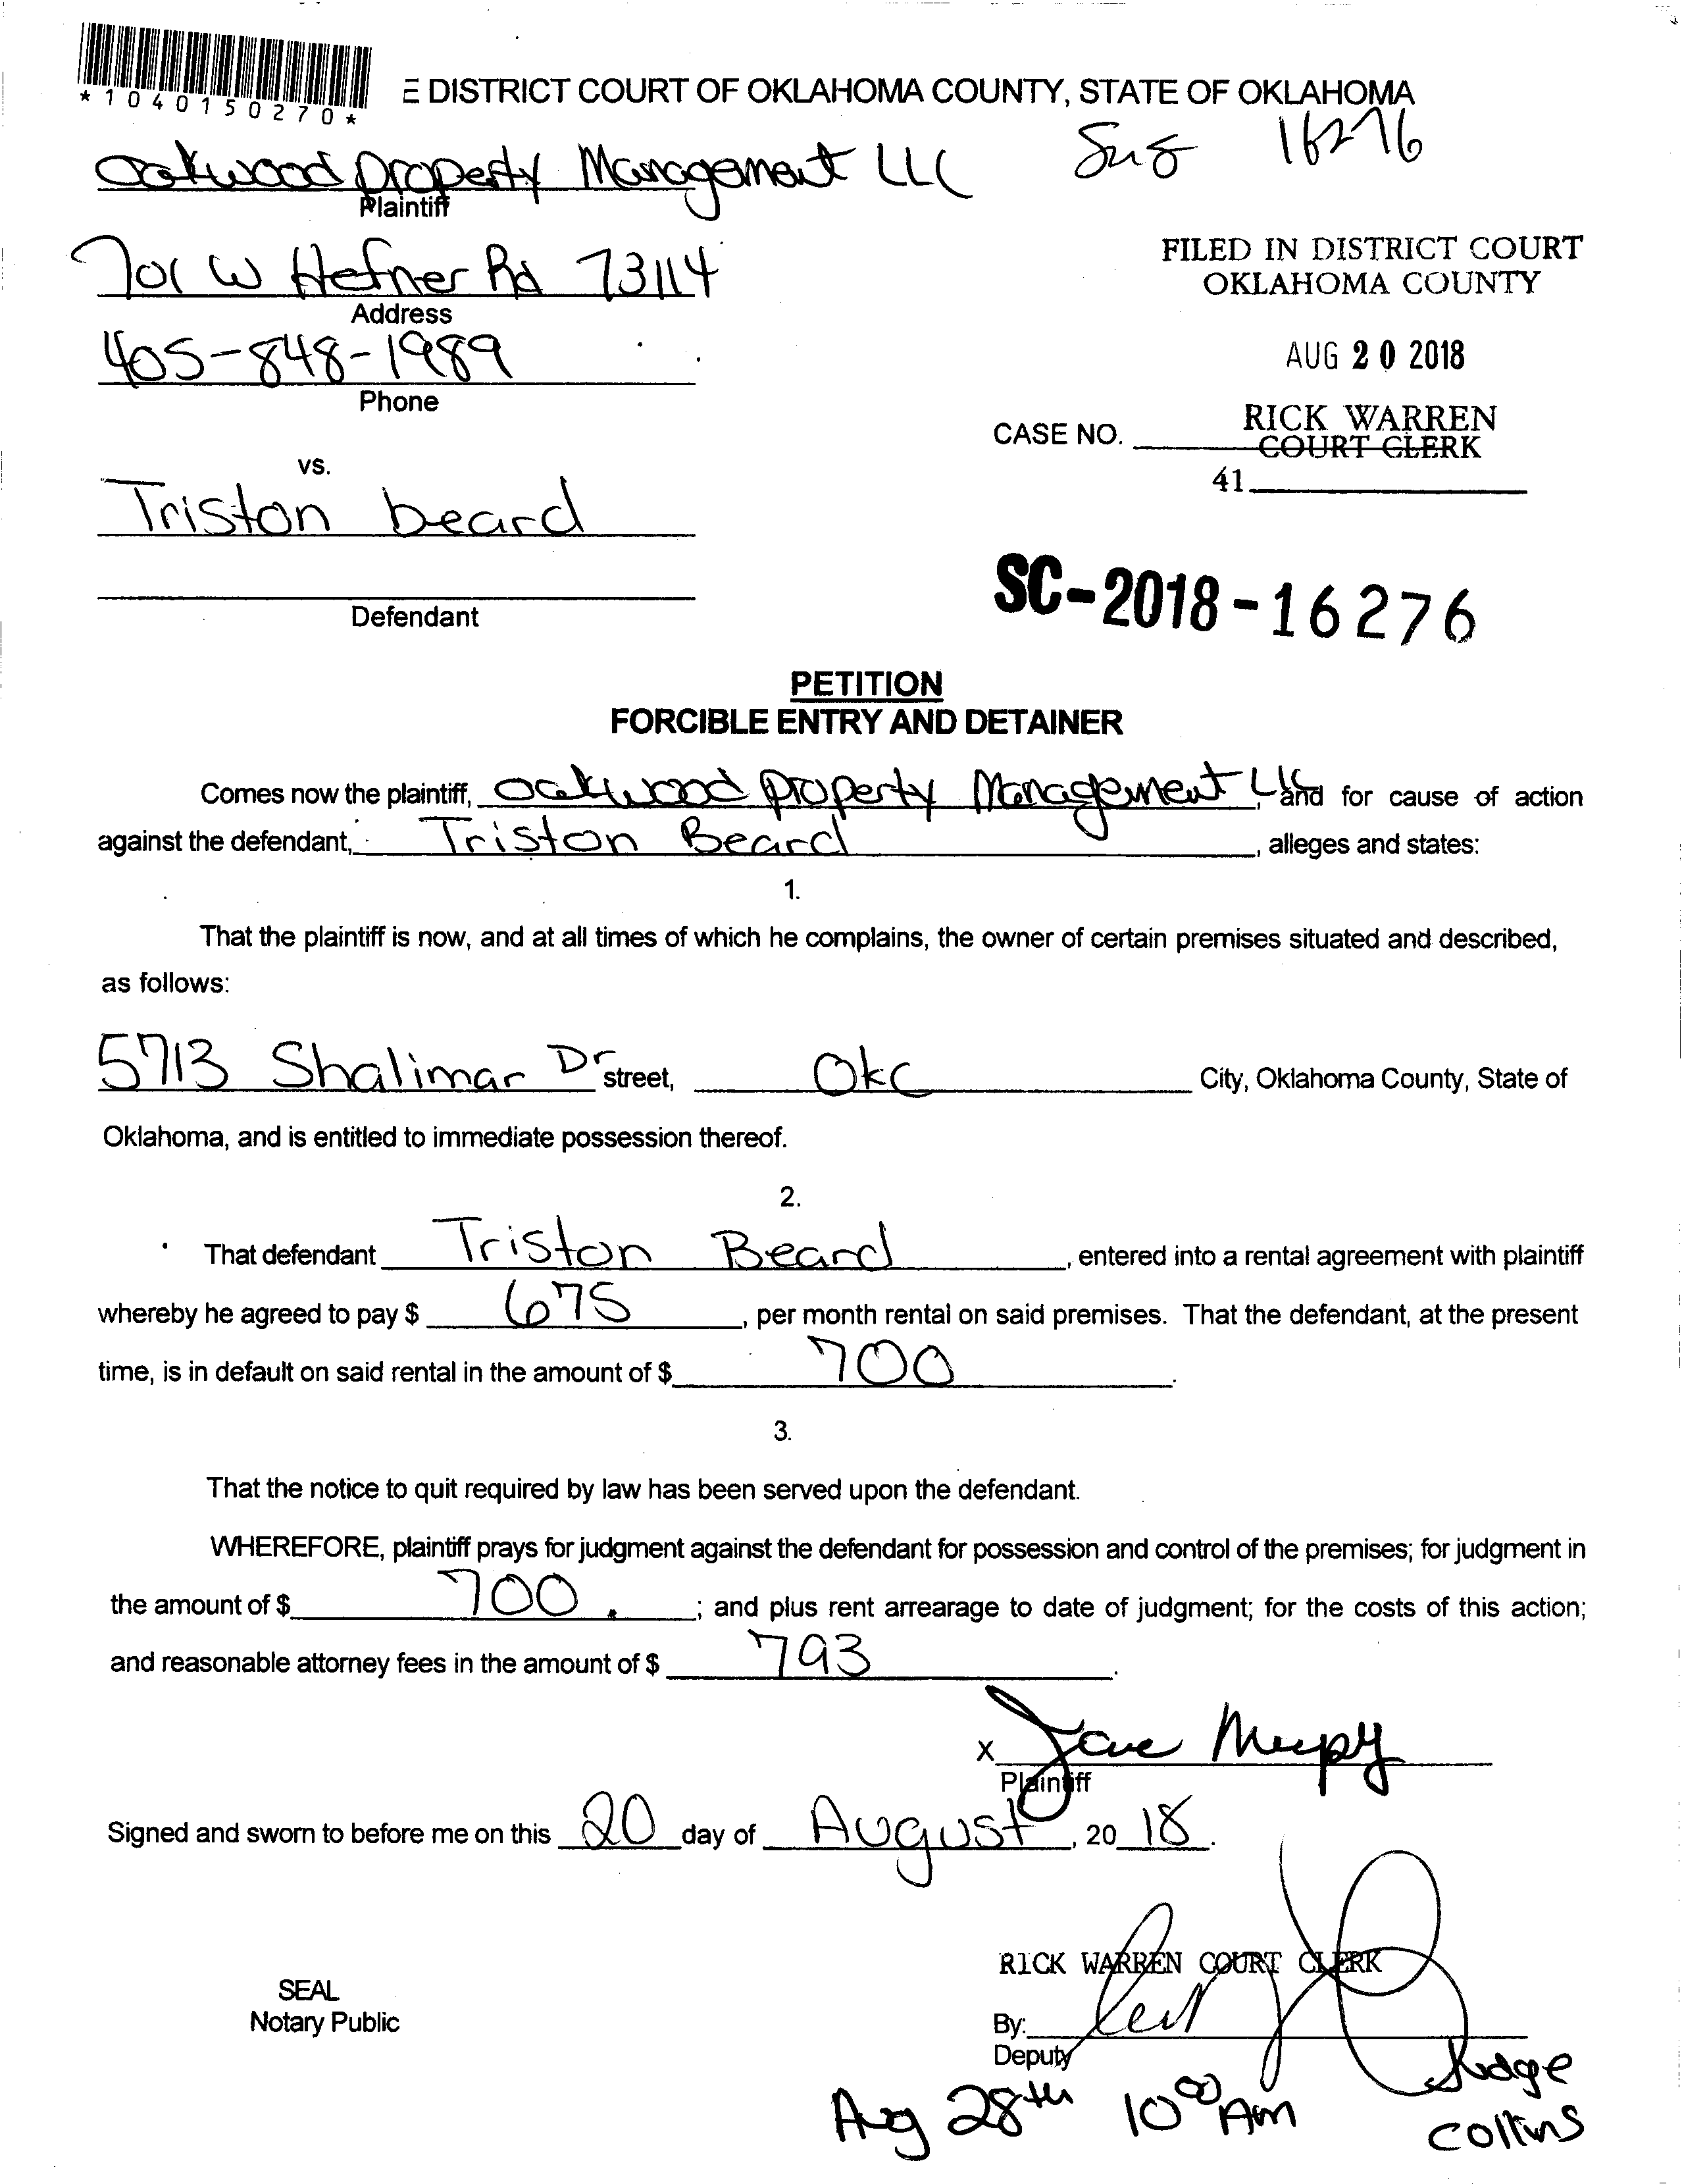 *1040150270*
E DISTRICT COURT OF OKLAHOMA COUNTY, STATE OF OKLAHOMA
Oakwood property Management LLC
16276
Plaintiff
701 W Hefner Rd 73114
Address
FILED IN DISTRICT COURT
OKLAHOMA COUNTY
405-848-1989
Phone
AUG 20 2018
RICK WARREN
CASE NO.
COURT CLERK
41
vs.
Triston beard
Defendant
SC-2018-16276
PETITION
FORCIBLE ENTRY AND DETAINER
Comes now the plaintiff, Oakwood property Management LLC, and for cause of action
against the defendant, Triston Beard, alleges and states:
1.
That the plaintiff is now, and at all times of which he complains, the owner of certain premises situated and described,
as follows:
5713 Shalimar Dr street, Okc City, Oklahoma County, State of
Oklahoma, and is entitled to immediate possession thereof.
2.
That defendant Triston Beard, entered into a rental agreement with plaintiff
whereby he agreed to pay $ 675, per month rental on said premises. That the defendant, at the present
time, is in default on said rental in the amount of $ 700.
3.
That the notice to quit required by law has been served upon the defendant.
WHEREFORE, plaintiff prays for judgment against the defendant for possession and control of the premises; for judgment in
the amount of $ 700. ; and plus rent arrearage to date of judgment; for the costs of this action;
and reasonable attorney fees in the amount of $ 793.
X
Plaintiff
Signed and sworn to before me on this 20 day of August, 20 18.
RICK WARREN COURT CLERK
SEAL
Notary Public
By:
Deputy
Judge
Aug 28th 10 00 AM
Collins